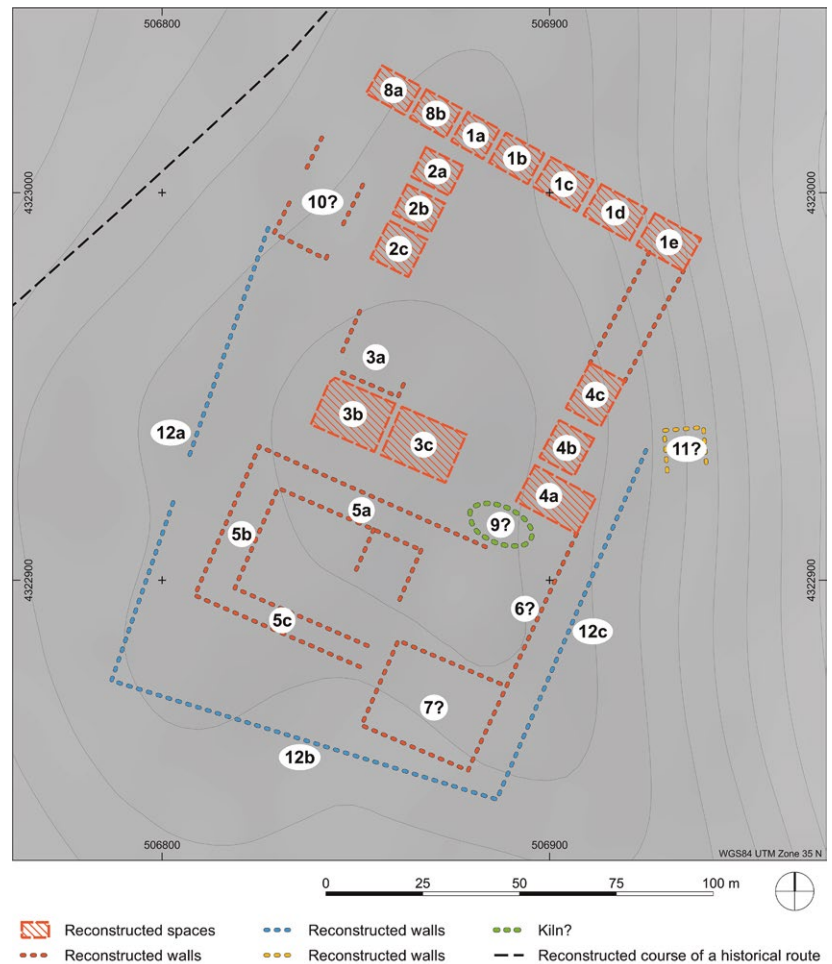 506800 506900
8a
8b
1a
1b
2a
1c
4323000 4323000
10?
2b
1d
1e
2c
3a
4c
3b
12a
3c
4b
11?
4a
5a
9?
5b
4322900 4322900
6?
5c
12c
7?
12b
506800 506900
WGS84 UTM Zone 35 N
0 25 50 75 100 m
Reconstructed spaces Reconstructed walls Kiln?
Reconstructed walls Reconstructed walls Reconstructed course of a historical route